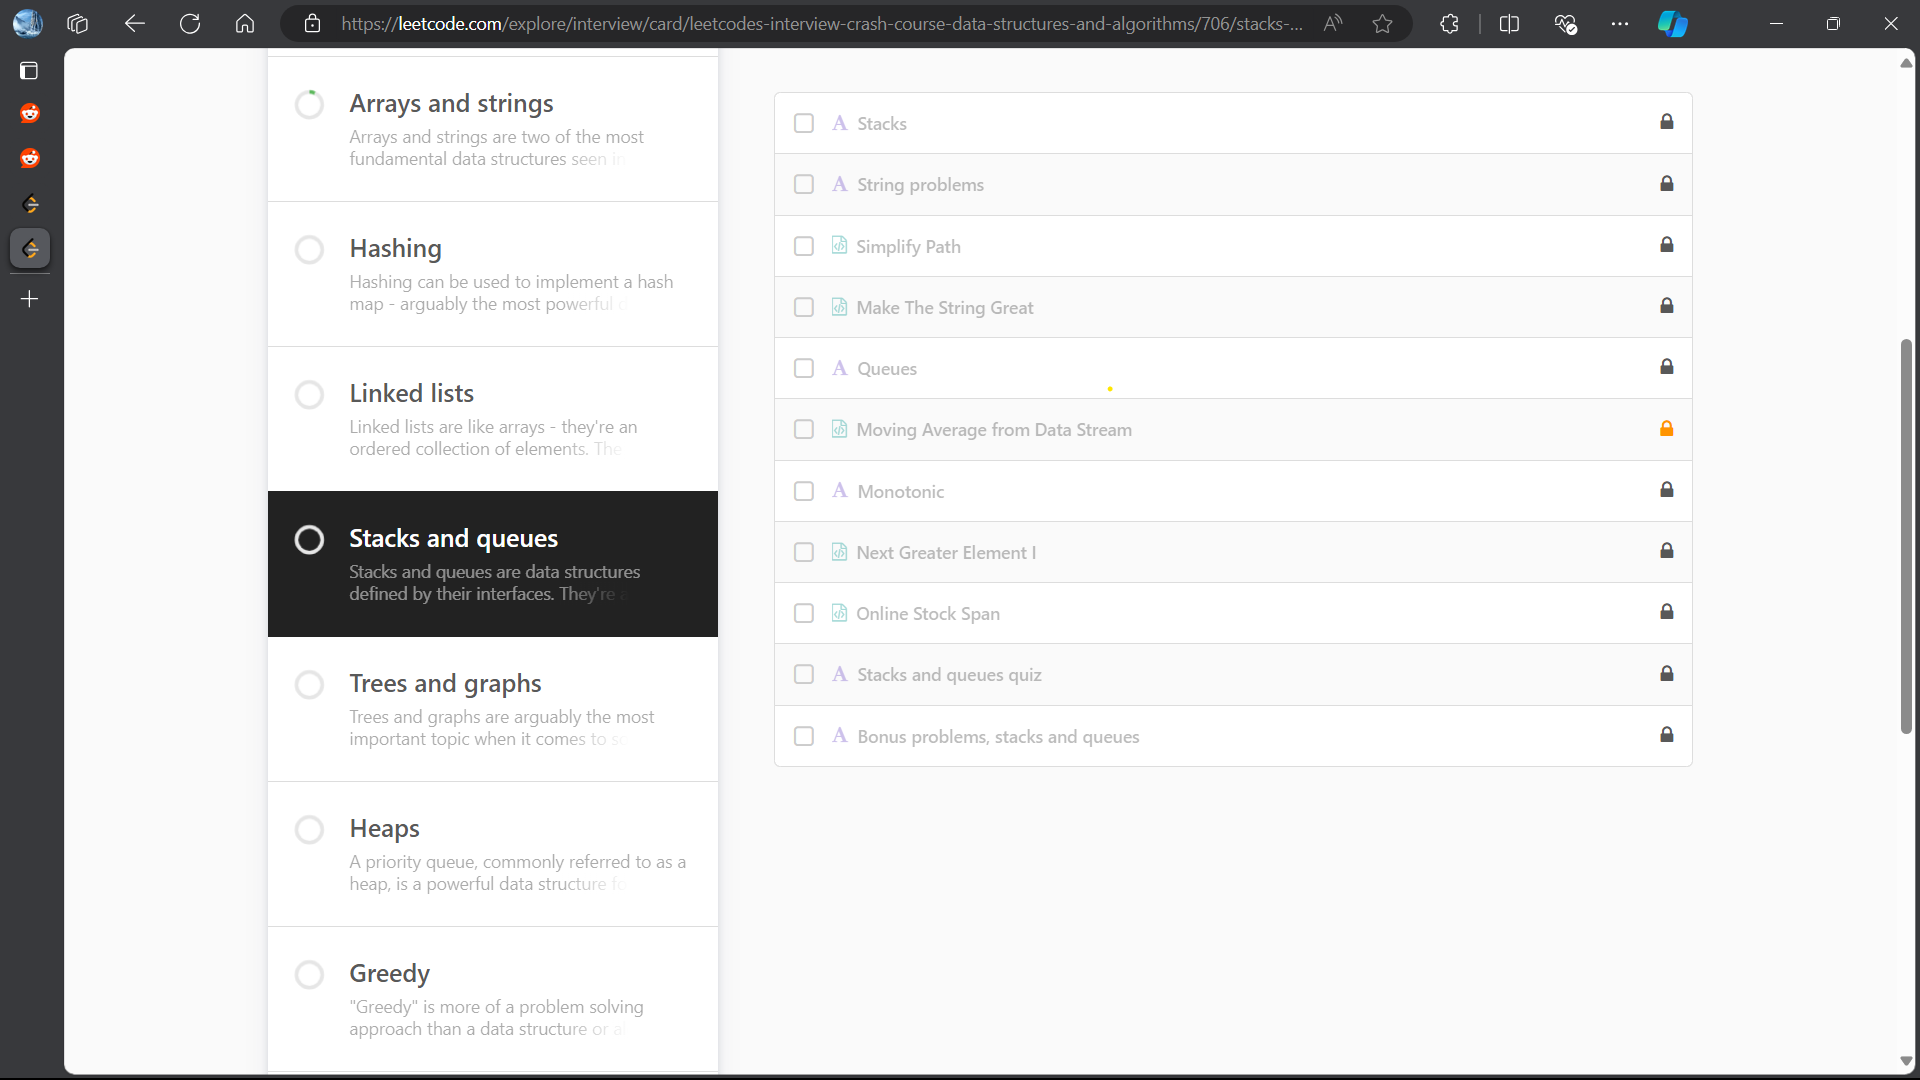 https://leetcode.com/explore/interview/card/leetcodes-interview-crash-course-data-structures-and-algorithms/706/stacks-...
Arrays and strings
Arrays and strings are two of the most
fundamental data structures seen in
Hashing
Hashing can be used to implement a hash
map - arguably the most powerful
Linked lists
Linked lists are like arrays - they're an
ordered collection of elements. The
Stacks and queues
Stacks and queues are data structures
defined by their interfaces. They're
Trees and graphs
Trees and graphs are arguably the most
important topic when it comes to
Heaps
A priority queue, commonly referred to as a
heap, is a powerful data structure
Greedy
"Greedy" is more of a problem solving
approach than a data structure or
A Stacks
A String problems
Simplify Path
Make The String Great
A Queues
Moving Average from Data Stream
A Monotonic
Next Greater Element I
Online Stock Span
A Stacks and queues quiz
A Bonus problems, stacks and queues